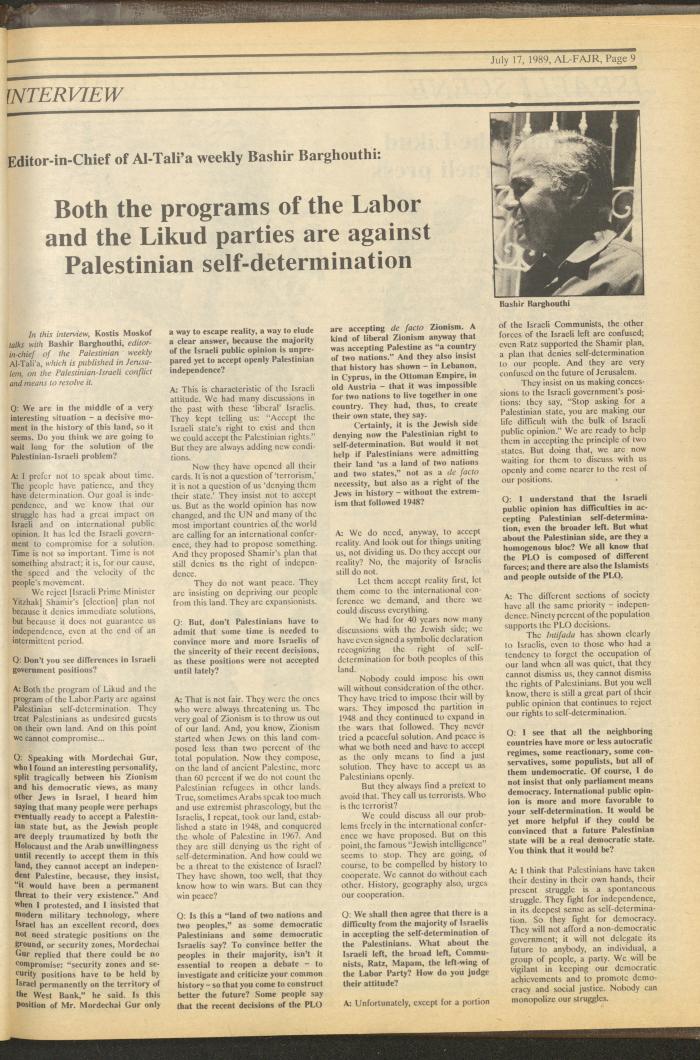 July 17, 1989, AL-FAJR, Page 9
INTERVIEW
Editor-in-Chief of Al-Tali'a weekly Bashir Barghouthi:
Both the programs of the Labor
and the Likud parties are against
Palestinian self-determination
Bashir Barghouthi
In this interview, Kostis Moskof
talks with Bashir Barghouthi, editor-
in-chief of the Palestinian weekly
Al-Tali'a, which is published in Jerusa-
lem, on the Palestinian-Israeli conflict
and means to resolve it.
Q: We are in the middle of a very
interesting situation – a decisive mo-
ment in the history of this land, so it
seems. Do you think we are going to
wait long for the solution of the
Palestinian-Israeli problem?
A: I prefer not to speak about time.
The people have patience, and they
have determination. Our goal is inde-
pendence, and we know that our
struggle has had a great impact on
Israeli and on international public
opinion. It has led the Israeli govern-
ment to compromise for a solution.
Time is not so important. Time is not
something abstract; it is, for our cause,
the speed and the velocity of the
people's movement.
We reject [Israeli Prime Minister
Yitzhak] Shamir's [election] plan not
because it denies immediate solutions,
but because it does not guarantee us
independence, even at the end of an
intermittent period.
Q: Don't you see differences in Israeli
government positions?
A: Both the program of Likud and the
program of the Labor Party are against
Palestinian self-determination. They
treat Palestinians as undesired guests
on their own land. And on this point
we cannot compromise...
Q: Speaking with Mordechai Gur,
who I found an interesting personality,
split tragically between his Zionism
and his democratic views, as many
other Jews in Israel, I heard him
saying that many people were perhaps
eventually ready to accept a Palestin-
ian state but, as the Jewish people
are deeply traumatized by both the
Holocaust and the Arab unwillingness
until recently to accept them in this
land, they cannot accept an indepen-
dent Palestine, because, they insist,
"it would have been a permanent
threat to their very existence." And
when I protested, and I insisted that
modern military technology, where
Israel has an excellent record, does
not need strategic positions on the
ground, or security zones, Mordechai
Gur replied that there could be no
compromise: "security zones and se-
curity positions have to be held by
Israel permanently on the territory of
the West Bank," he said. Is this
position of Mr. Mordechai Gur only
a way to escape reality, a way to elude
a clear answer, because the majority
of the Israeli public opinion is unpre-
pared yet to accept openly Palestinian
independence?
A: This is characteristic of the Israeli
attitude. We had many discussions in
the past with these 'liberal' Israelis.
They kept telling us: "Accept the
Israeli state's right to exist and then
we could accept the Palestinian rights."
But they are always adding new condi-
tions.
Now they have opened all their
cards. It is not a question of 'terrorism,'
it is not a question of us 'denying them
their state.' They insist not to accept
us. But as the world opinion has now
changed, and the UN and many of the
most important countries of the world
are calling for an international confer-
ence, they had to propose something.
And they proposed Shamir's plan that
still denies us the right of indepen-
dence.
They do not want peace. They
are insisting on depriving our people
from this land. They are expansionists.
Q: But, don't Palestinians have to
admit that some time is needed to
convince more and more Israelis of
the sincerity of their recent decisions,
as these positions were not accepted
until lately?
A: That is not fair. They were the ones
who were always threatening us. The
very goal of Zionism is to throw us out
of our land. And, you know, Zionism
started when Jews on this land com-
posed less than two percent of the
total population. Now they compose,
on the land of ancient Palestine, more
than 60 percent if we do not count the
Palestinian refugees in other lands.
True, sometimes Arabs speak too much
and use extremist phraseology, but the
Israelis, I repeat, took our land, estab-
lished a state in 1948, and conquered
the whole of Palestine in 1967. And
they are still denying us the right of
self-determination. And how could we
be a threat to the existence of Israel?
They have shown, too well, that they
know how to win wars. But can they
win peace?
Q: Is this a "land of two nations and
two peoples," as some democratic
Palestinians and some democratic
Israelis say? To convince better the
peoples in their majority, isn't it
essential to reopen a debate – to
investigate and criticize your common
history – so that you come to construct
better the future? Some people say
that the recent decisions of the PLO
are accepting de facto Zionism. A
kind of liberal Zionism anyway that
was accepting Palestine as "a country
of two nations." And they also insist
that history has shown – in Lebanon,
in Cyprus, in the Ottoman Empire, in
old Austria – that it was impossible
for two nations to live together in one
country. They had, thus, to create
their own state, they say.
Certainly, it is the Jewish side
denying now the Palestinian right to
self-determination. But would it not
help if Palestinians were admitting
their land 'as a land of two nations
and two states,' not as a de facto
necessity, but also as a right of the
Jews in history – without the extrem-
ism that followed 1948?
A: We do need, anyway, to accept
reality. And look for things uniting
us, not dividing us. Do they accept our
reality? No, the majority of Israelis
still do not.
Let them accept reality first, let
them come to the international con-
ference we demand, and there we
could discuss everything.
We had for 40 years now many
discussions with the Jewish side; we
have even signed a symbolic declaration
recognizing the right of self-
determination for both peoples of this
land.
Nobody could impose his own
will without consideration of the other.
They have tried to impose their will by
wars. They imposed the partition in
1948 and they continued to expand in
the wars that followed. They never
tried a peaceful solution. And peace is
what we both need and have to accept
as the only means to find a just
solution. They have to accept us as
Palestinians openly.
But they always find a pretext to
avoid that. They call us terrorists. Who
is the terrorist?
We could discuss all our prob-
lems freely in the international confer-
ence we have proposed. But on this
point, the famous "Jewish intelligence"
seems to stop. They are going, of
course, to be compelled by history to
cooperate. We cannot do without each
other. History, geography also, urges
our cooperation.
Q: We shall then agree that there is a
difficulty from the majority of Israelis
in accepting the self-determination of
the Palestinians. What about the
Israeli left, the broad left, Commu-
nists, Ratz, Mapam, the left-wing of
the Labor Party? How do you judge
their attitude?
A: Unfortunately, except for a portion
of the Israeli Communists, the other
forces of the Israeli left are confused;
even Ratz supported the Shamir plan,
a plan that denies self-determination
to our people. And they are very
confused on the future of Jerusalem.
They insist on us making conces-
sions to the Israeli government's posi-
tions: they say, "Stop asking for a
Palestinian state, you are making our
life difficult with the bulk of Israeli
public opinion." We are ready to help
them in accepting the principle of two
states. But doing that, we are now
waiting for them to discuss with us
openly and come nearer to the rest of
our positions.
Q: I understand that the Israeli
public opinion has difficulties in ac-
cepting Palestinian self-determina-
tion, even the broader left. But what
about the Palestinian side, are they a
homogenous bloc? We all know that
the PLO is composed of different
forces; and there are also the Islamists
and people outside the PLO.
A: The different sections of society
have all the same priority – indepen-
dence. Ninety percent of the population
supports the PLO decisions.
The Intifada has shown clearly
to Israelis, even to those who had a
tendency to forget the occupation of
our land when all was quiet, that they
cannot dismiss us, they cannot dismiss
the rights of Palestinians. But you well
know, there is still a great part of their
public opinion that continues to reject
our rights to self-determination.
Q: I see that all the neighboring
countries have more or less autocratic
regimes, some reactionary, some con-
servatives, some populists, but all of
them undemocratic. Of course, I do
not insist that only parliament means
democracy. International public opin-
ion is more and more favorable to
your self-determination. It would be
yet more helpful if they could be
convinced that a future Palestinian
state will be a real democratic state.
You think that it would be?
A: I think that Palestinians have taken
their destiny in their own hands, their
present struggle is a spontaneous
struggle. They fight for independence,
in its deepest sense as self-determina-
tion. So they fight for democracy.
They will not afford a non-democratic
government; it will not delegate its
future to anybody, an individual, a
group of people, a party. We will be
vigilant in keeping our democratic
achievements and to promote demo-
cracy and social justice. Nobody can
monopolize our struggles.